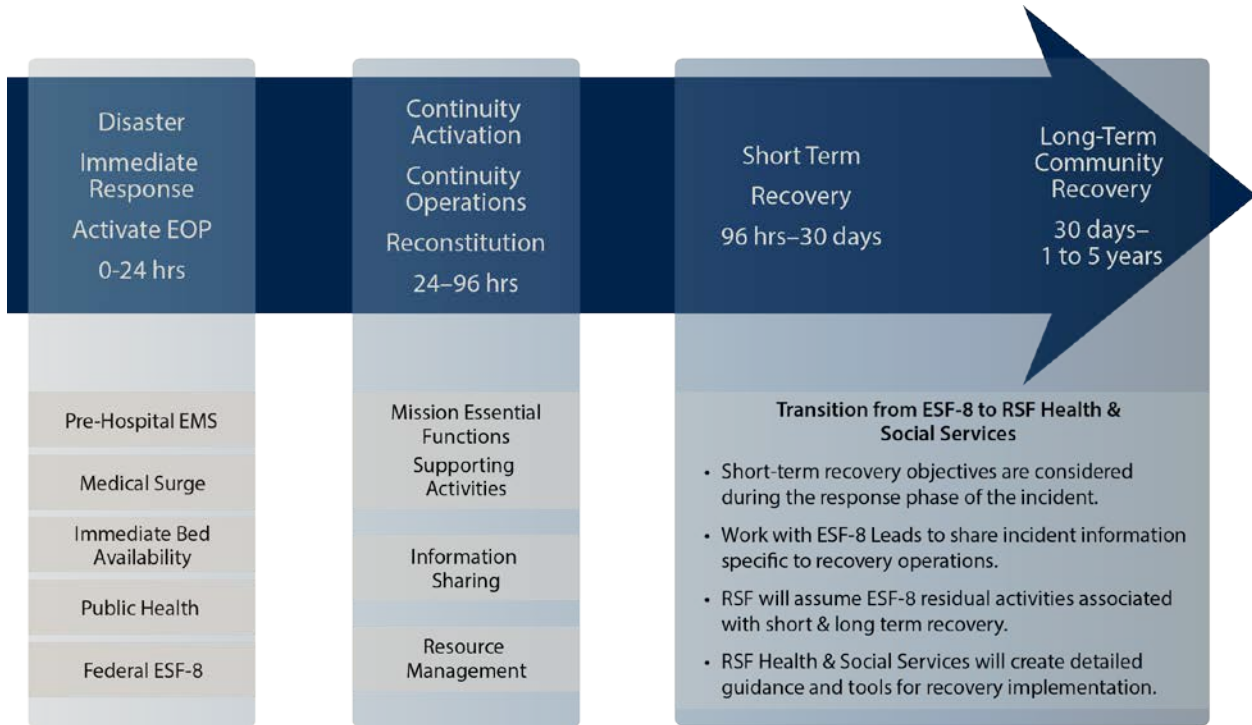 Disaster
Immediate
Response
Activate EOP
0-24 hrs
Continuity
Activation
Continuity
Operations
Reconstitution
24–96 hrs
Short Term
Recovery
96 hrs–30 days
Long-Term
Community
Recovery
30 days–
1 to 5 years
Pre-Hospital EMS
Medical Surge
Immediate Bed
Availability
Public Health
Federal ESF-8
Mission Essential
Functions
Supporting
Activities
Information
Sharing
Resource
Management
Transition from ESF-8 to RSF Health &
Social Services
• Short-term recovery objectives are considered
during the response phase of the incident.
• Work with ESF-8 Leads to share incident information
specific to recovery operations.
• RSF will assume ESF-8 residual activities associated
with short & long term recovery.
• RSF Health & Social Services will create detailed
guidance and tools for recovery implementation.